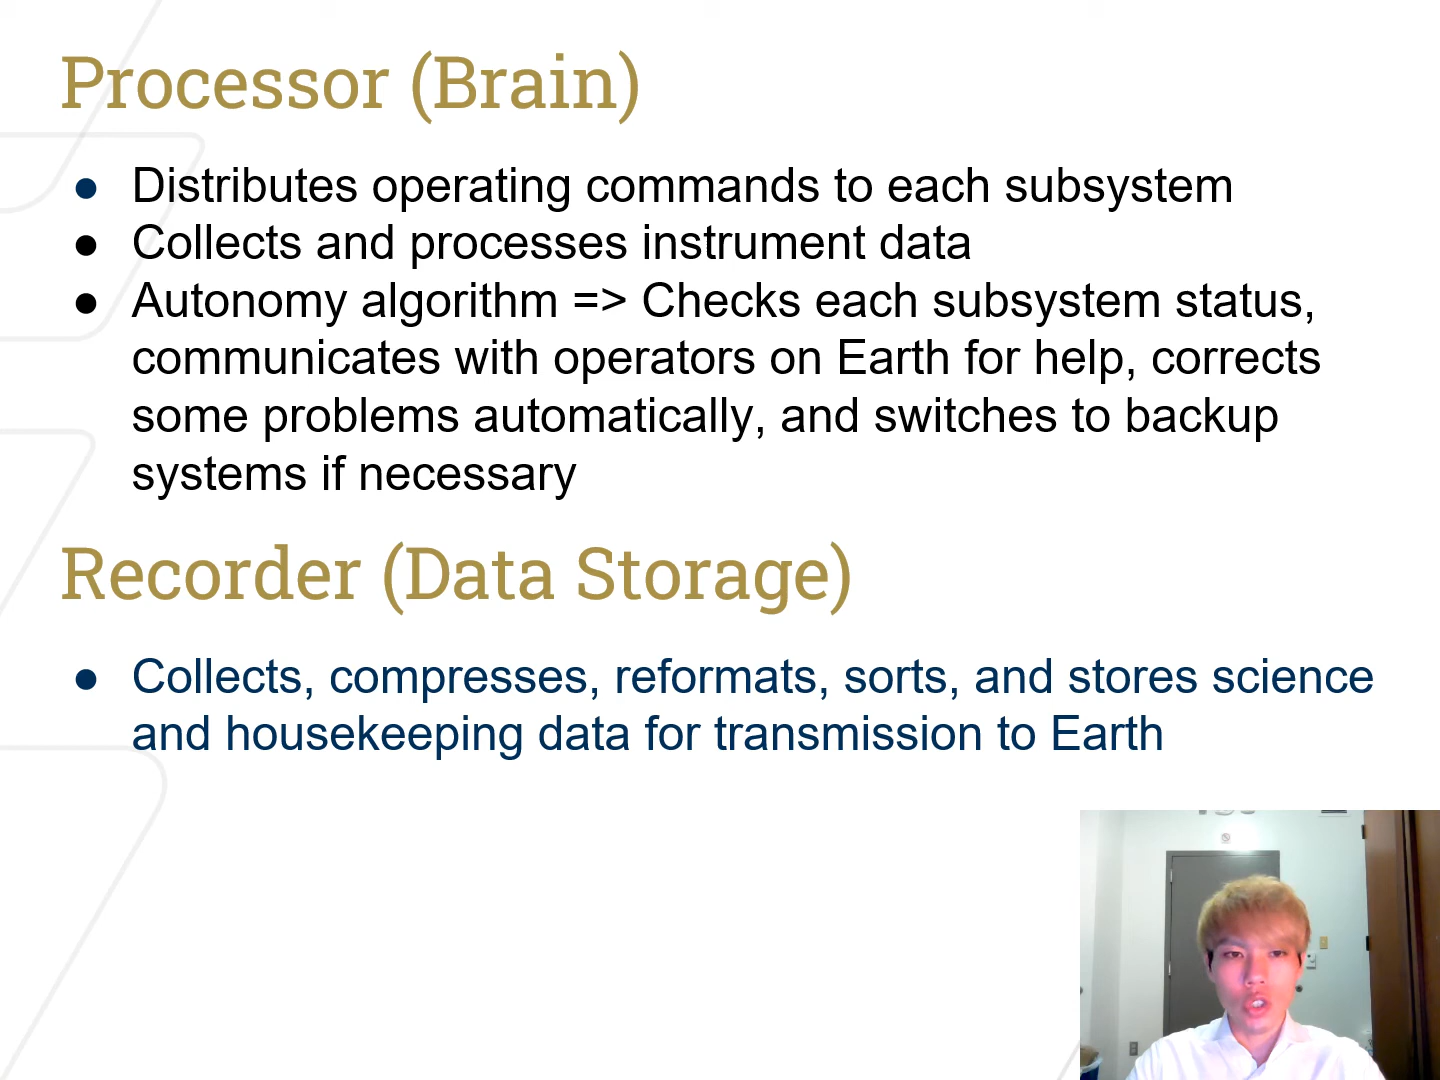 Processor (Brain)
● Distributes operating commands to each subsystem
● Collects and processes instrument data
● Autonomy algorithm => Checks each subsystem status,
communicates with operators on Earth for help, corrects
some problems automatically, and switches to backup
systems if necessary
Recorder (Data Storage)
● Collects, compresses, reformats, sorts, and stores science
and housekeeping data for transmission to Earth